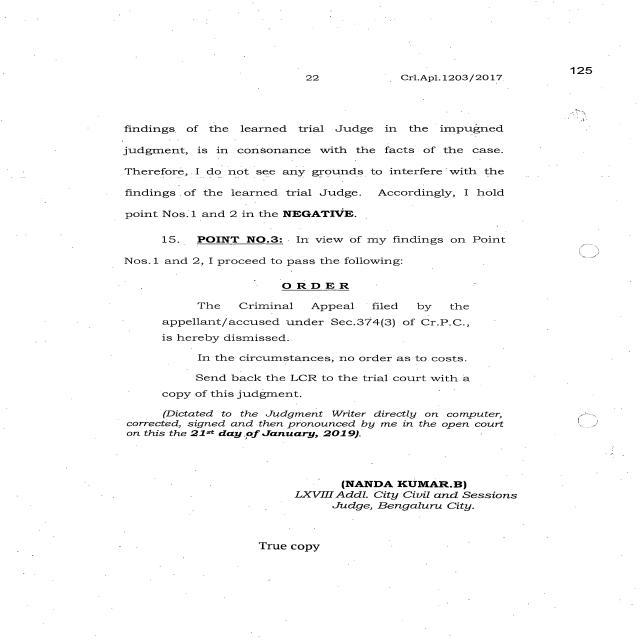 125
22 Crl.Apl.1203/2017
findings of the learned trial Judge in the impugned
judgment, is in consonance with the facts of the case.
Therefore, I do not see any grounds to interfere with the
findings of the learned trial Judge. Accordingly, I hold
point Nos.1 and 2 in the NEGATIVE.
15. POINT NO.3: In view of my findings on Point
Nos.1 and 2, I proceed to pass the following:
O R D E R
The Criminal Appeal filed by the
appellant/accused under Sec.374(3) of Cr.P.C.,
is hereby dismissed.
In the circumstances, no order as to costs.
Send back the LCR to the trial court with a
copy of this judgment.
(Dictated to the Judgment Writer directly on computer,
corrected, signed and then pronounced by me in the open court
on this the 21st day of January, 2019).
(NANDA KUMAR.B)
LXVIII Addl. City Civil and Sessions
Judge, Bengaluru City.
True copy